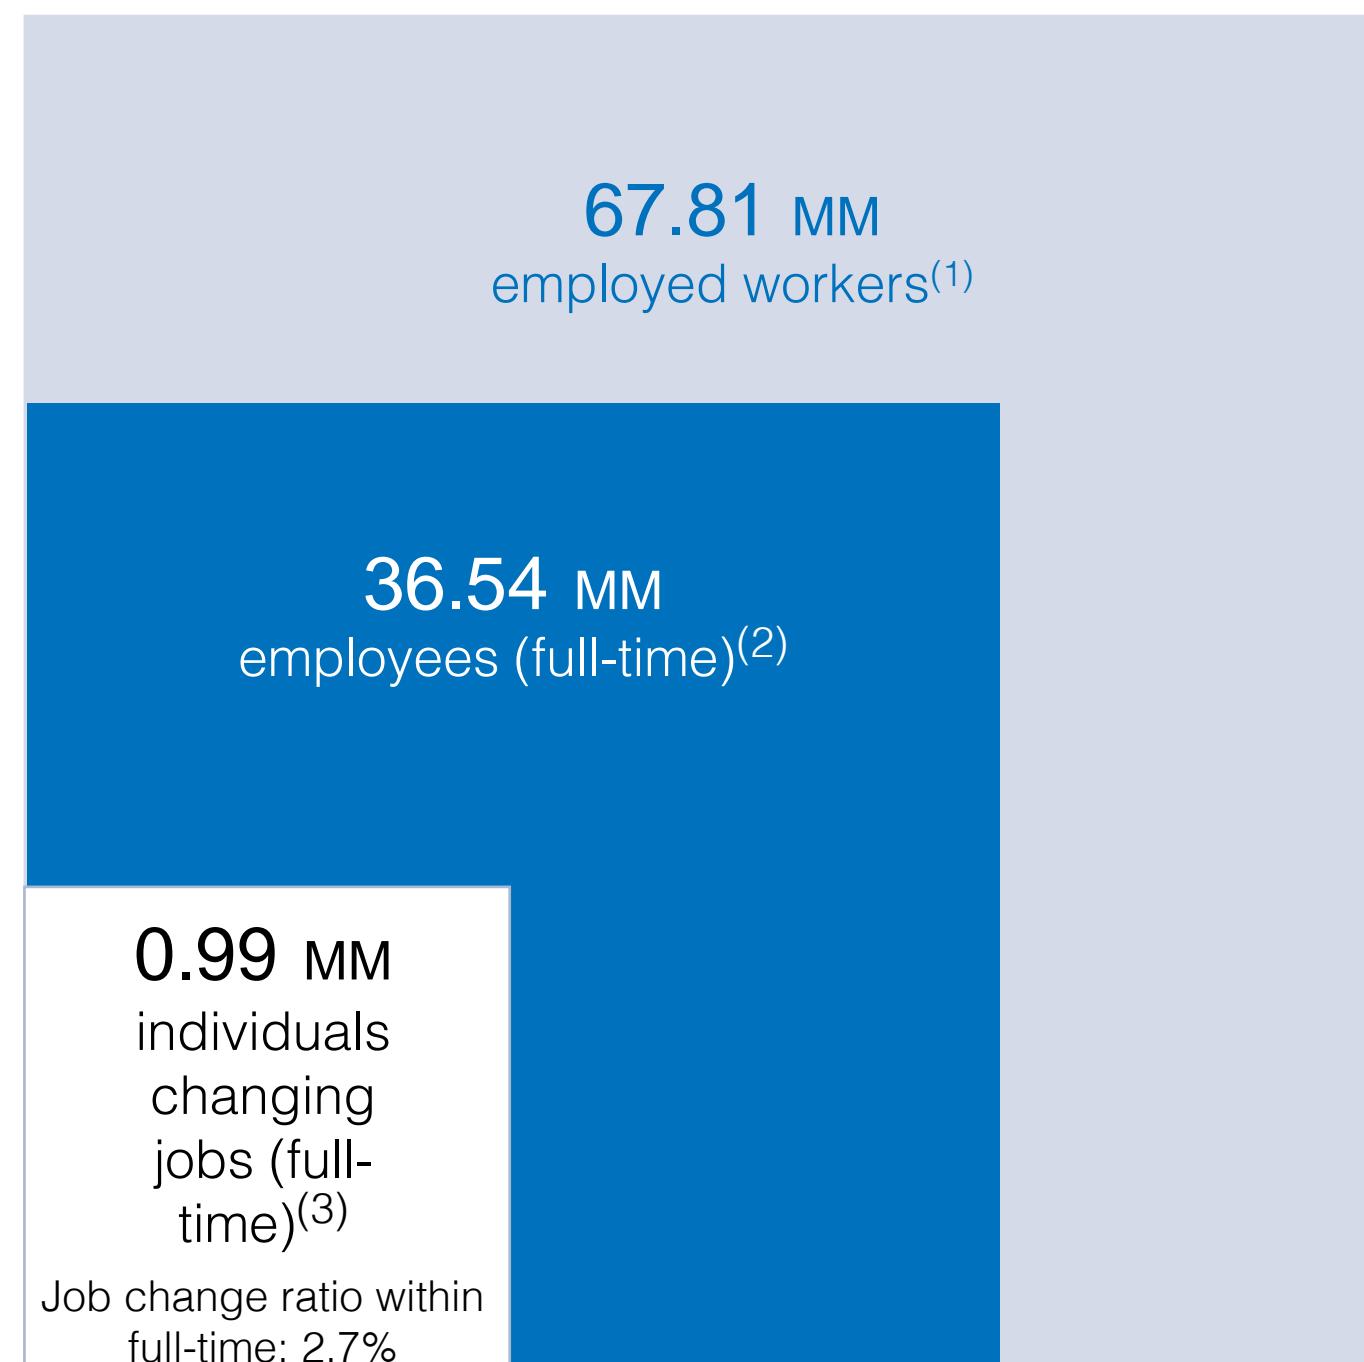 67.81 MM
employed workers(1)
36.54 MM
employees (full-time)(2)
0.99 MM
individuals
changing
jobs (full-
time)(3)
Job change ratio within
full-time: 2.7%